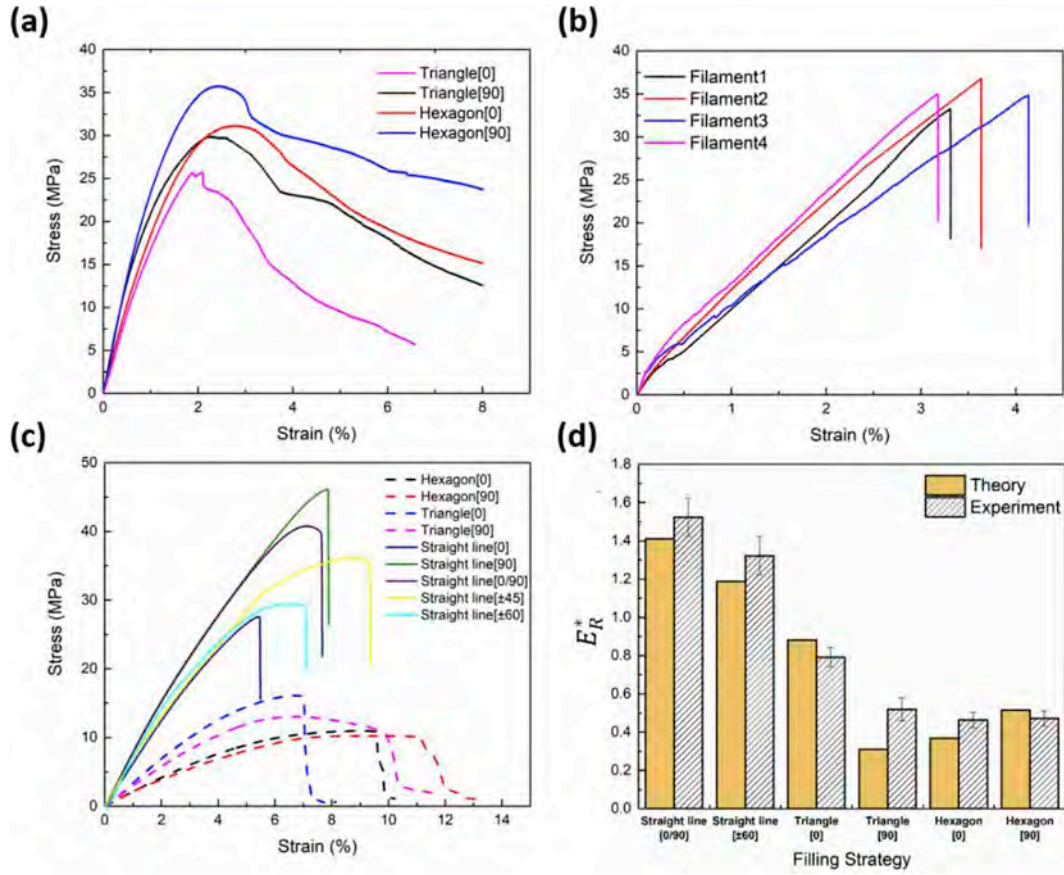 (a)
40
35
30
25
20
15
10
5
0
Stress (MPa)
0
2
4
6
8
Strain (%)
Triangle[0]
Triangle[90]
Hexagon[0]
Hexagon[90]
(b)
40
35
30
25
20
15
10
5
0
Stress (MPa)
0
1
2
3
4
Strain (%)
Filament1
Filament2
Filament3
Filament4
(c)
50
40
30
20
10
0
Stress (MPa)
0
2
4
6
8
10
12
14
Strain (%)
Hexagon[0]
Hexagon[90]
Triangle[0]
Triangle[90]
Straight line[0]
Straight line[90]
Straight line[0/90]
Straight line[±45]
Straight line[±60]
(d)
1.8
1.6
1.4
1.2
1.0
0.8
0.6
0.4
0.2
0.0
E*R
Theory
Experiment
Straight line
[0/90]
Straight line
[±60]
Triangle
[0]
Triangle
[90]
Hexagon
[0]
Hexagon
[90]
Filling Strategy